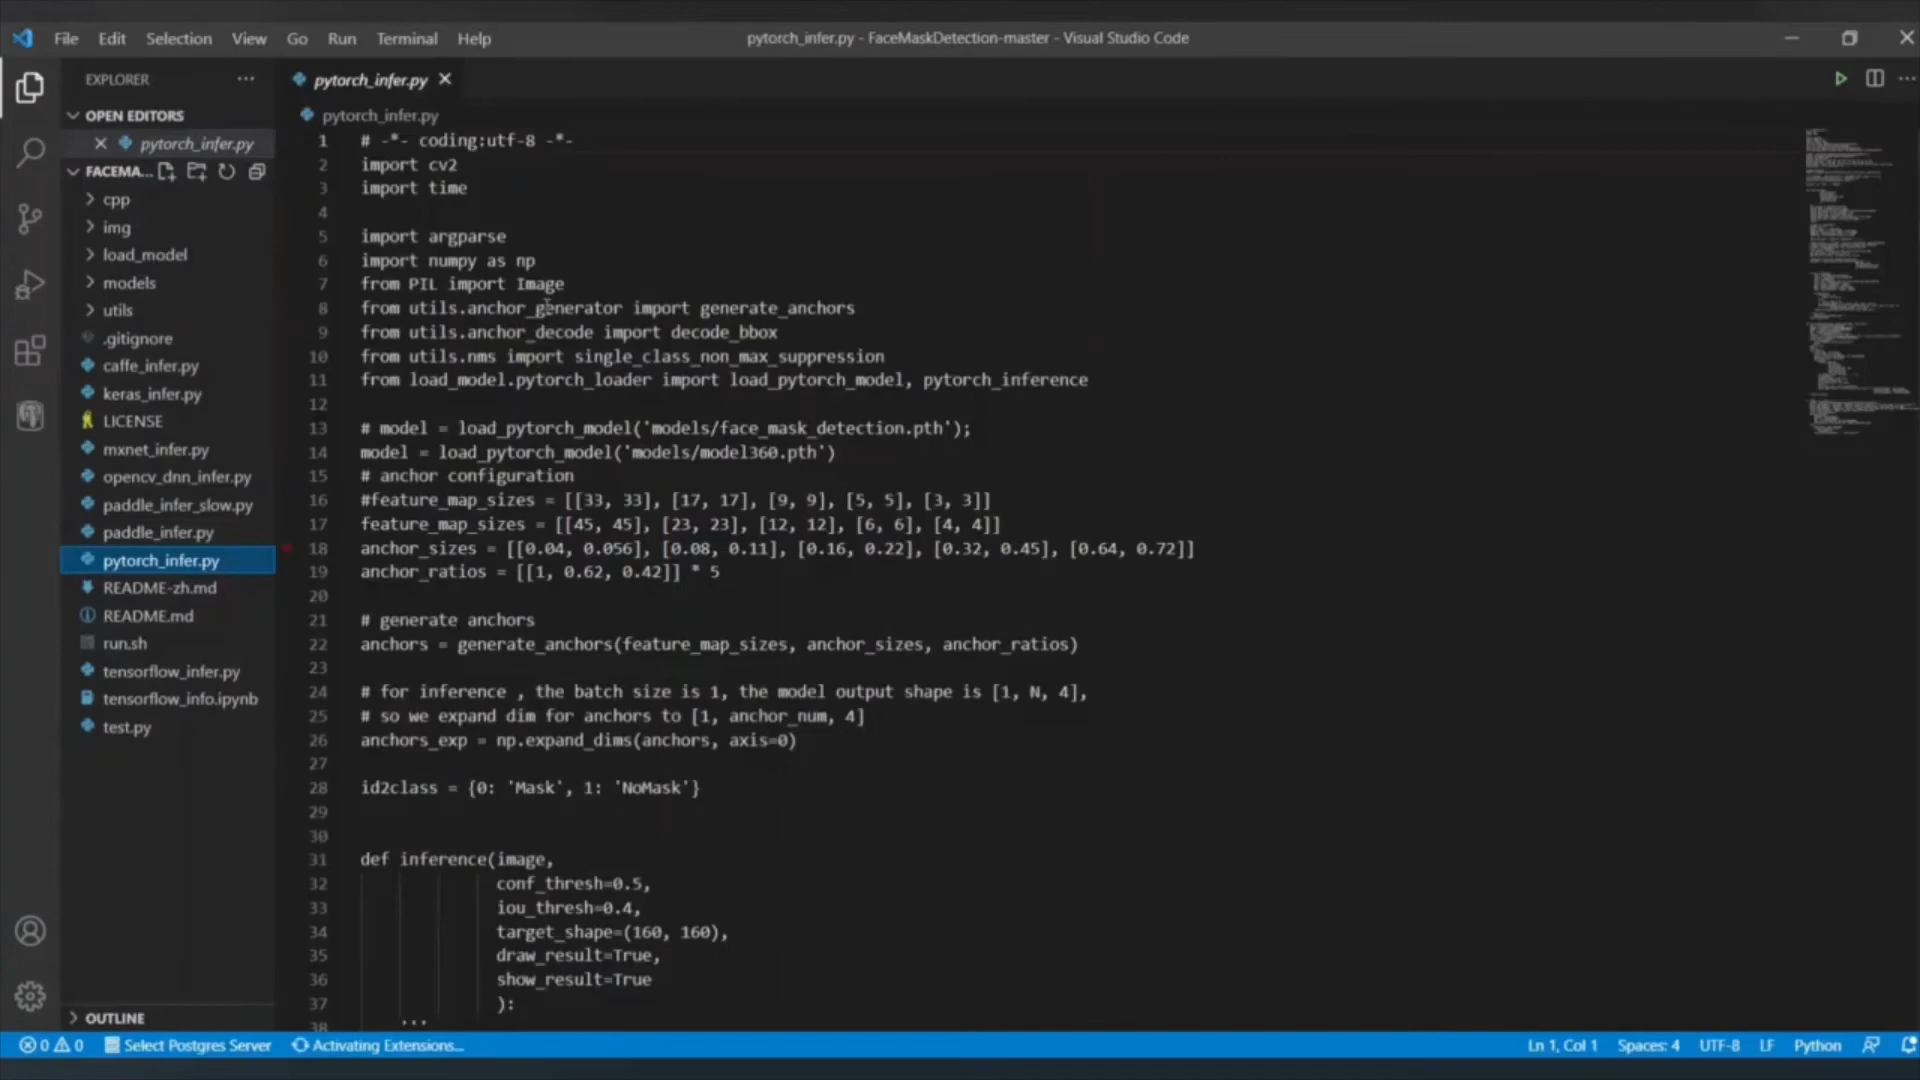 File Edit Selection View Go Run Terminal Help
pytorch_infer.py - FaceMaskDetection-master - Visual Studio Code
EXPLORER
OPEN EDITORS
pytorch_infer.py
FACEMA...
cpp
img
load_model
models
utils
.gitignore
caffe_infer.py
keras_infer.py
LICENSE
mxnet_infer.py
opencv_dnn_infer.py
paddle_infer_slow.py
paddle_infer.py
pytorch_infer.py
README-zh.md
README.md
run.sh
tensorflow_infer.py
tensorflow_info.ipynb
test.py
OUTLINE
pytorch_infer.py
pytorch_infer.py
1 # -*- coding:utf-8 -*-
2 import cv2
3 import time
4
5 import argparse
6 import numpy as np
7 from PIL import Image
8 from utils.anchor_generator import generate_anchors
9 from utils.anchor_decode import decode_bbox
10 from utils.nms import single_class_non_max_suppression
11 from load_model.pytorch_loader import load_pytorch_model, pytorch_inference
12
13 # model = load_pytorch_model('models/face_mask_detection.pth');
14 model = load_pytorch_model('models/model360.pth')
15 # anchor configuration
16 #feature_map_sizes = [[33, 33], [17, 17], [9, 9], [5, 5], [3, 3]]
17 feature_map_sizes = [[45, 45], [23, 23], [12, 12], [6, 6], [4, 4]]
18 anchor_sizes = [[0.04, 0.056], [0.08, 0.11], [0.16, 0.22], [0.32, 0.45], [0.64, 0.72]]
19 anchor_ratios = [[1, 0.62, 0.42]] * 5
20
21 # generate anchors
22 anchors = generate_anchors(feature_map_sizes, anchor_sizes, anchor_ratios)
23
24 # for inference , the batch size is 1, the model output shape is [1, N, 4],
25 # so we expand dim for anchors to [1, anchor_num, 4]
26 anchors_exp = np.expand_dims(anchors, axis=0)
27
28 id2class = {0: 'Mask', 1: 'NoMask'}
29
30
31 def inference(image,
32 conf_thresh=0.5,
33 iou_thresh=0.4,
34 target_shape=(160, 160),
35 draw_result=True,
36 show_result=True
37 ):
38 '''
0 0 Select Postgres Server Activating Extensions...
Ln 1, Col 1 Spaces: 4 UTF-8 LF Python